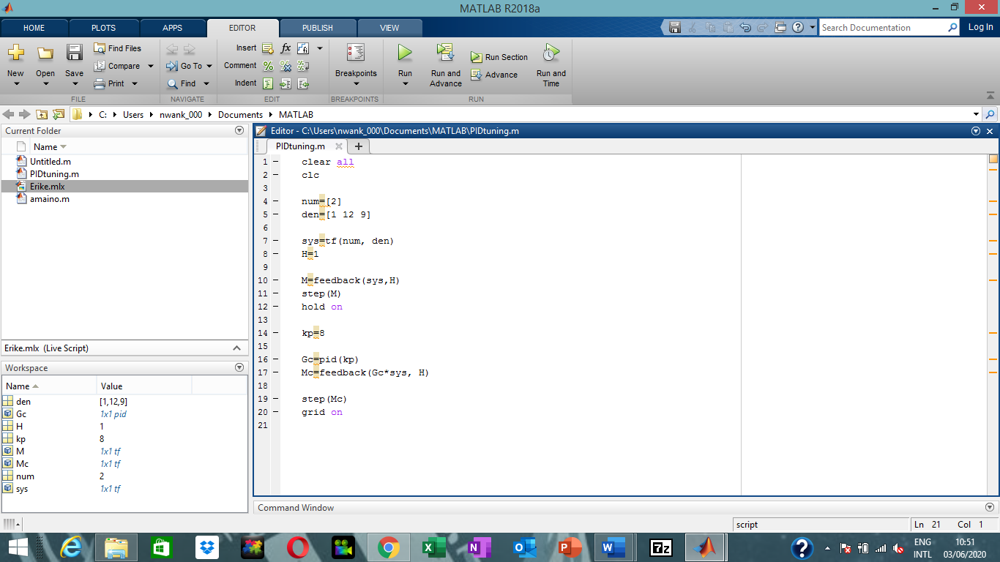 MATLAB R2018a
HOME PLOTS APPS EDITOR PUBLISH VIEW
Search Documentation Log In
New Open Save Find Files Compare Print
Go To Find
Insert fx Comment Indent
Breakpoints
Run Run and Advance Run Section Advance Run and Time
FILE NAVIGATE EDIT BREAKPOINTS RUN
C: Users nwank_000 Documents MATLAB
Current Folder
Name
Untitled.m
PIDtuning.m
Erike.mlx
amaino.m
Erike.mlx (Live Script)
Workspace
Name Value
den [1,12,9]
Gc 1x1 pid
H 1
kp 8
M 1x1 tf
Mc 1x1 tf
num 2
sys 1x1 tf
Editor - C:\Users\nwank_000\Documents\MATLAB\PIDtuning.m
PIDtuning.m
1 clear all
2 clc
3
4 num=[2]
5 den=[1 12 9]
6
7 sys=tf(num, den)
8 H=1
9
10 M=feedback(sys,H)
11 step(M)
12 hold on
13
14 kp=8
15
16 Gc=pid(kp)
17 Mc=feedback(Gc*sys, H)
18
19 step(Mc)
20 grid on
21
Command Window
script Ln 21 Col 1
ENG 10:51
INTL 03/06/2020